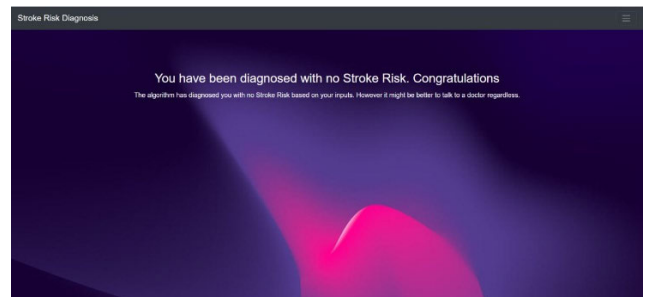 Stroke Risk Diagnosis
You have been diagnosed with no Stroke Risk. Congratulations
The algorithm has diagnosed you with no Stroke Risk based on your inputs. However it might be better to talk to a doctor regardless.